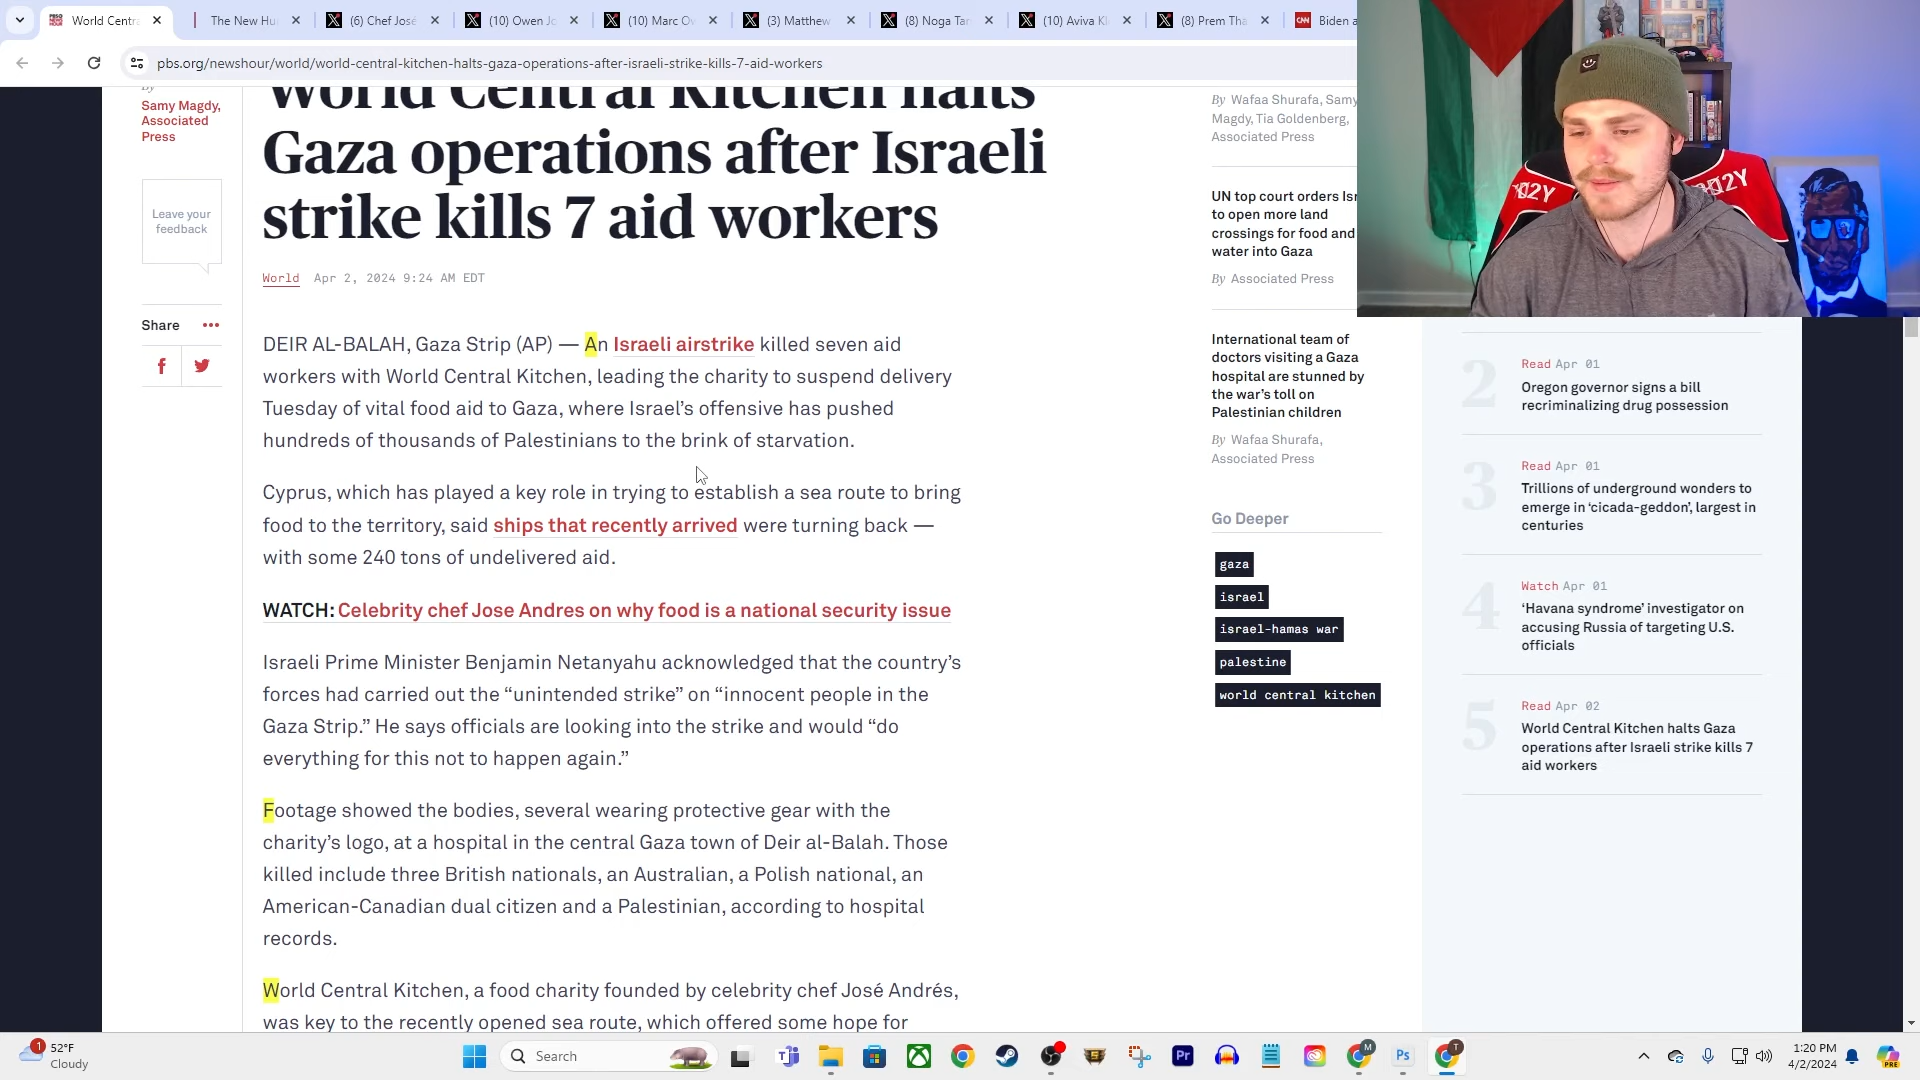 World Centr
The New Hu
(6) Chef José
(10) Owen Jo
(10) Marc Ow
(3) Matthew
(8) Noga Tar
(10) Aviva Kl
(8) Prem Tha
CNN
Biden a
pbs.org/newshour/world/world-central-kitchen-halts-gaza-operations-after-israeli-strike-kills-7-aid-workers
By
Samy Magdy,
Associated
Press
Leave your
feedback
Share
World Central Kitchen halts
Gaza operations after Israeli
strike kills 7 aid workers
World Apr 2, 2024 9:24 AM EDT
DEIR AL-BALAH, Gaza Strip (AP) — An Israeli airstrike killed seven aid
workers with World Central Kitchen, leading the charity to suspend delivery
Tuesday of vital food aid to Gaza, where Israel’s offensive has pushed
hundreds of thousands of Palestinians to the brink of starvation.
Cyprus, which has played a key role in trying to establish a sea route to bring
food to the territory, said ships that recently arrived were turning back —
with some 240 tons of undelivered aid.
WATCH: Celebrity chef Jose Andres on why food is a national security issue
Israeli Prime Minister Benjamin Netanyahu acknowledged that the country’s
forces had carried out the “unintended strike” on “innocent people in the
Gaza Strip.” He says officials are looking into the strike and would “do
everything for this not to happen again.”
Footage showed the bodies, several wearing protective gear with the
charity’s logo, at a hospital in the central Gaza town of Deir al-Balah. Those
killed include three British nationals, an Australian, a Polish national, an
American-Canadian dual citizen and a Palestinian, according to hospital
records.
World Central Kitchen, a food charity founded by celebrity chef José Andrés,
was key to the recently opened sea route, which offered some hope for
By Wafaa Shurafa, Samy
Magdy, Tia Goldenberg,
Associated Press
UN top court orders Isr
to open more land
crossings for food and
water into Gaza
By Associated Press
International team of
doctors visiting a Gaza
hospital are stunned by
the war’s toll on
Palestinian children
By Wafaa Shurafa,
Associated Press
Go Deeper
gaza
israel
israel-hamas war
palestine
world central kitchen
2
Read Apr 01
Oregon governor signs a bill
recriminalizing drug possession
3
Read Apr 01
Trillions of underground wonders to
emerge in ‘cicada-geddon’, largest in
centuries
4
Watch Apr 01
‘Havana syndrome’ investigator on
accusing Russia of targeting U.S.
officials
5
Read Apr 02
World Central Kitchen halts Gaza
operations after Israeli strike kills 7
aid workers
1
52°F
Cloudy
Search
Pr
M
Ps
T
1:20 PM
4/2/2024
PRE